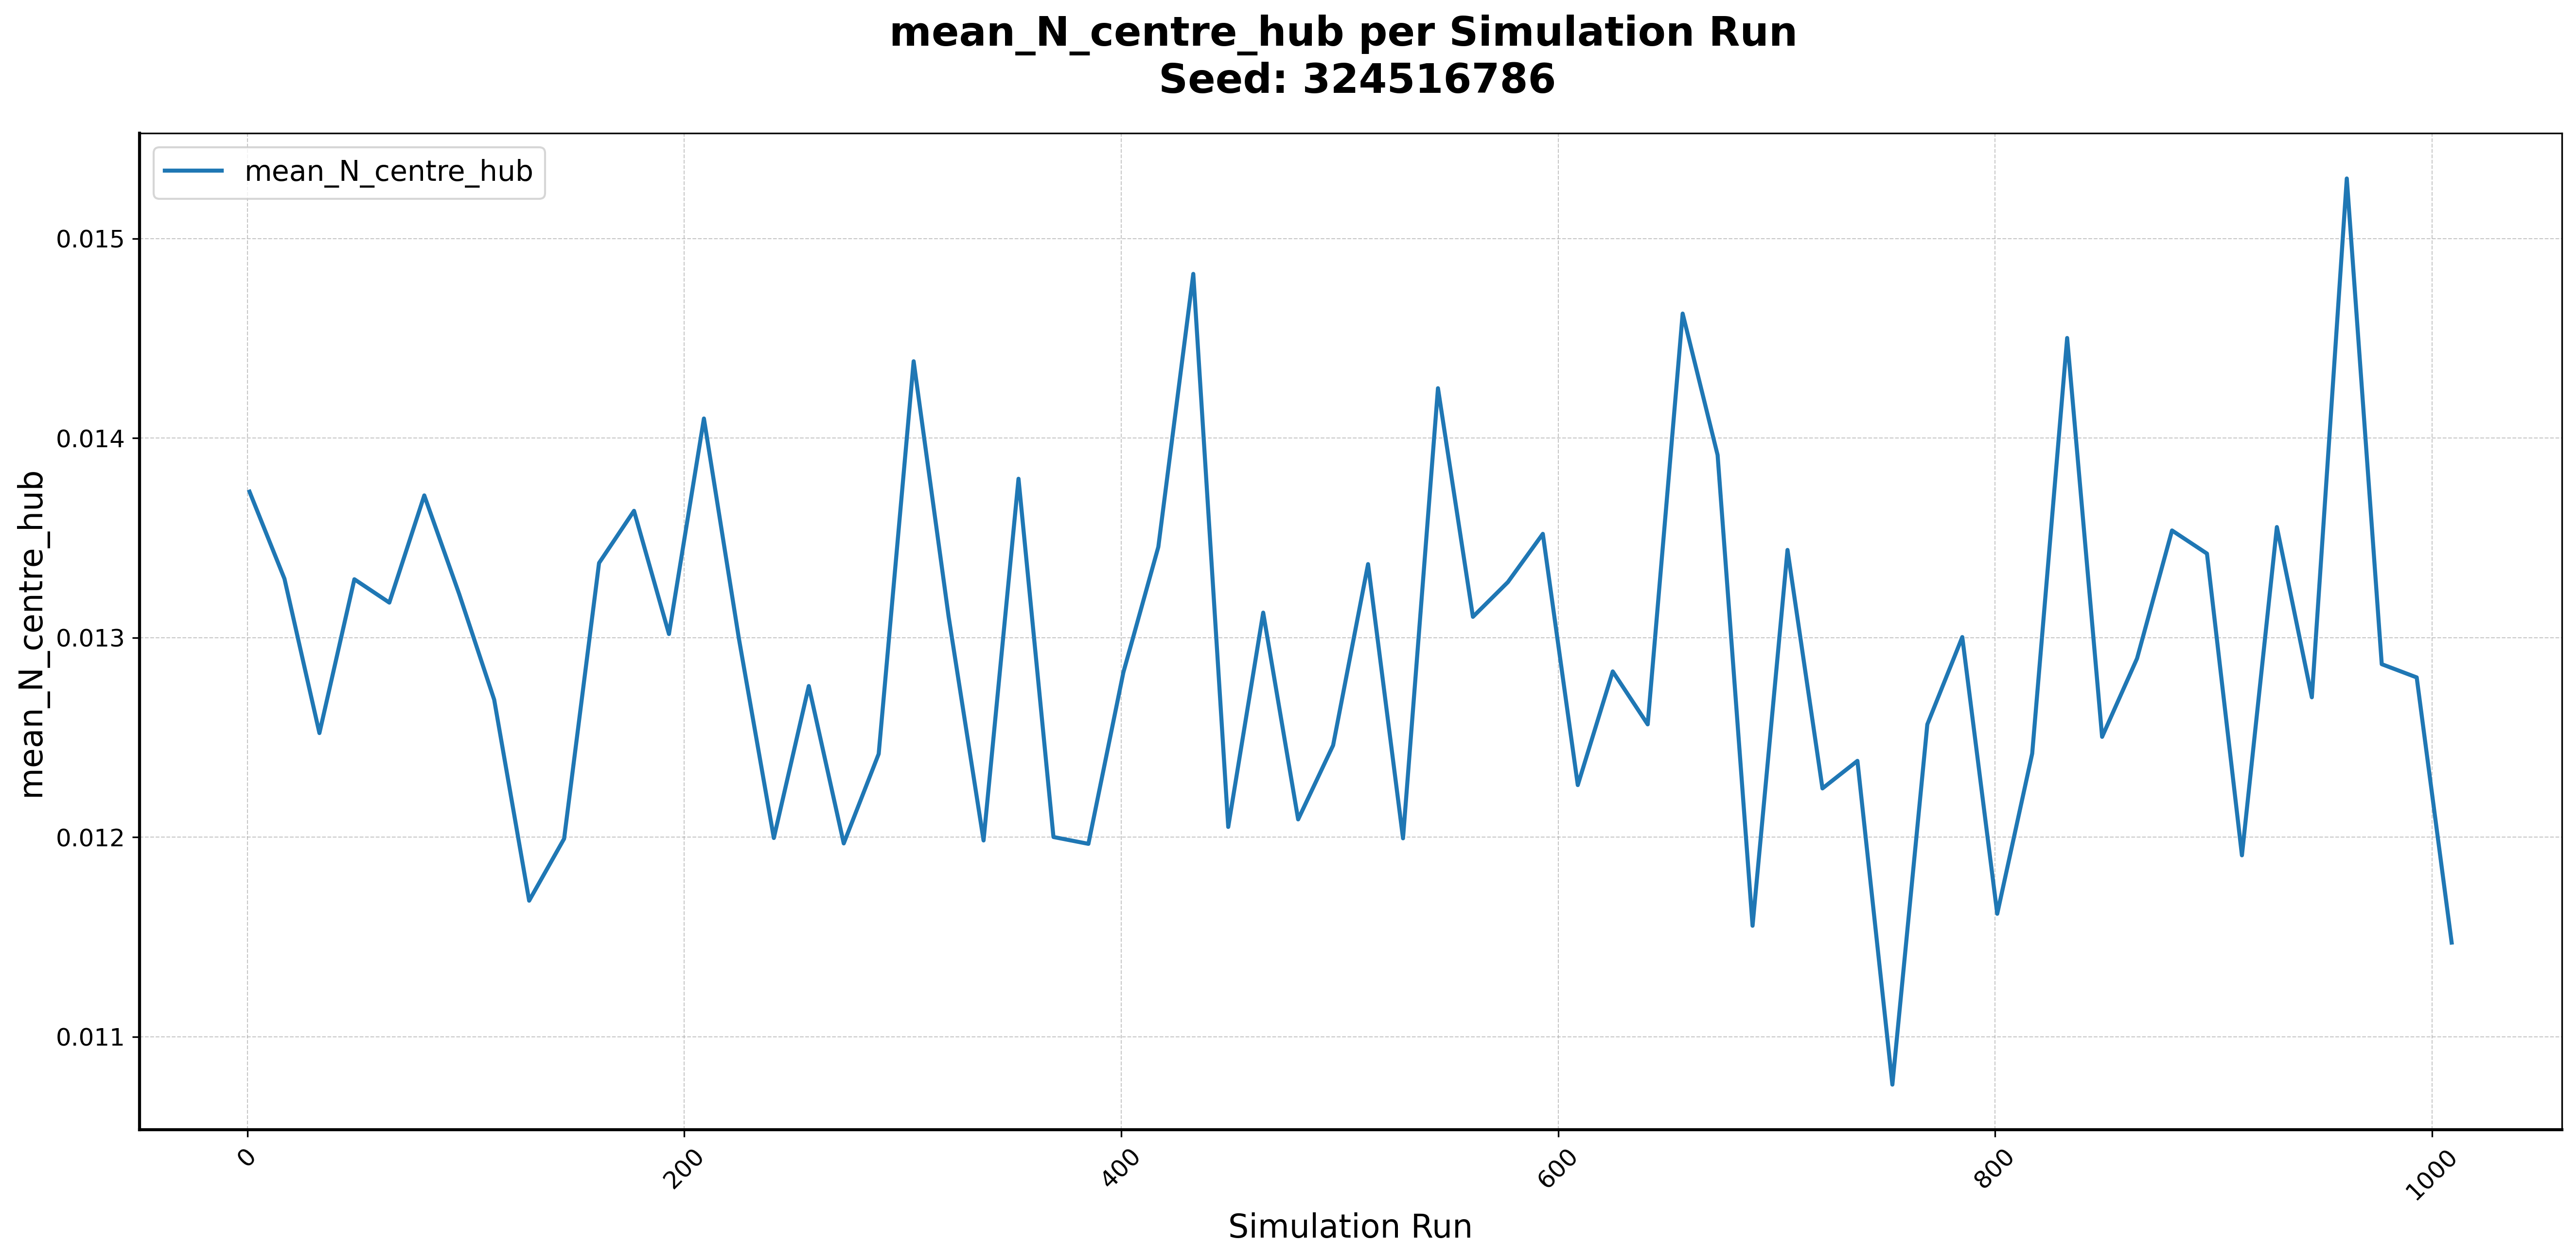 mean_N_centre_hub per Simulation Run
Seed: 324516786
mean_N_centre_hub
mean_N_centre_hub
0.015
0.014
0.013
0.012
0.011
0
200
400
600
800
1000
Simulation Run